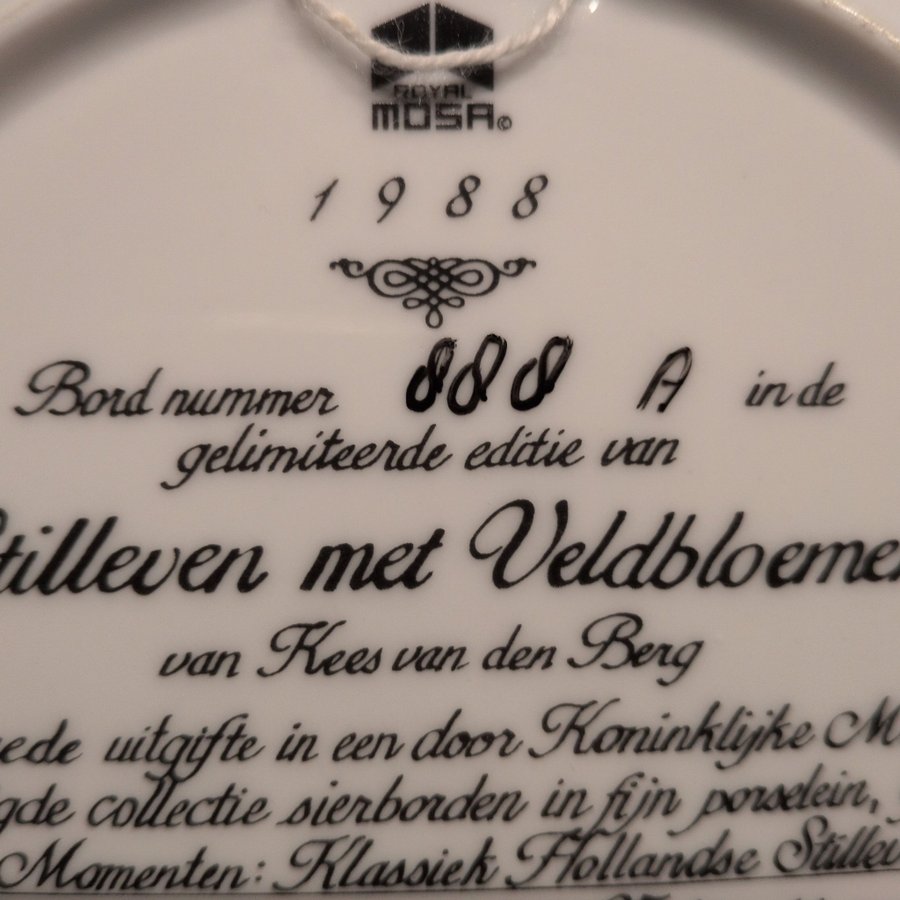 ROYAL
MOSA©
1988
Bord nummer 888 A in de
gelimiteerde editie van
Stilleven met Veldbloemen
van Kees van den Berg
uitgifte in een door Koninklijke
collectie sierborden in fijn porselein,
Momenten: Klassiek Hollandse